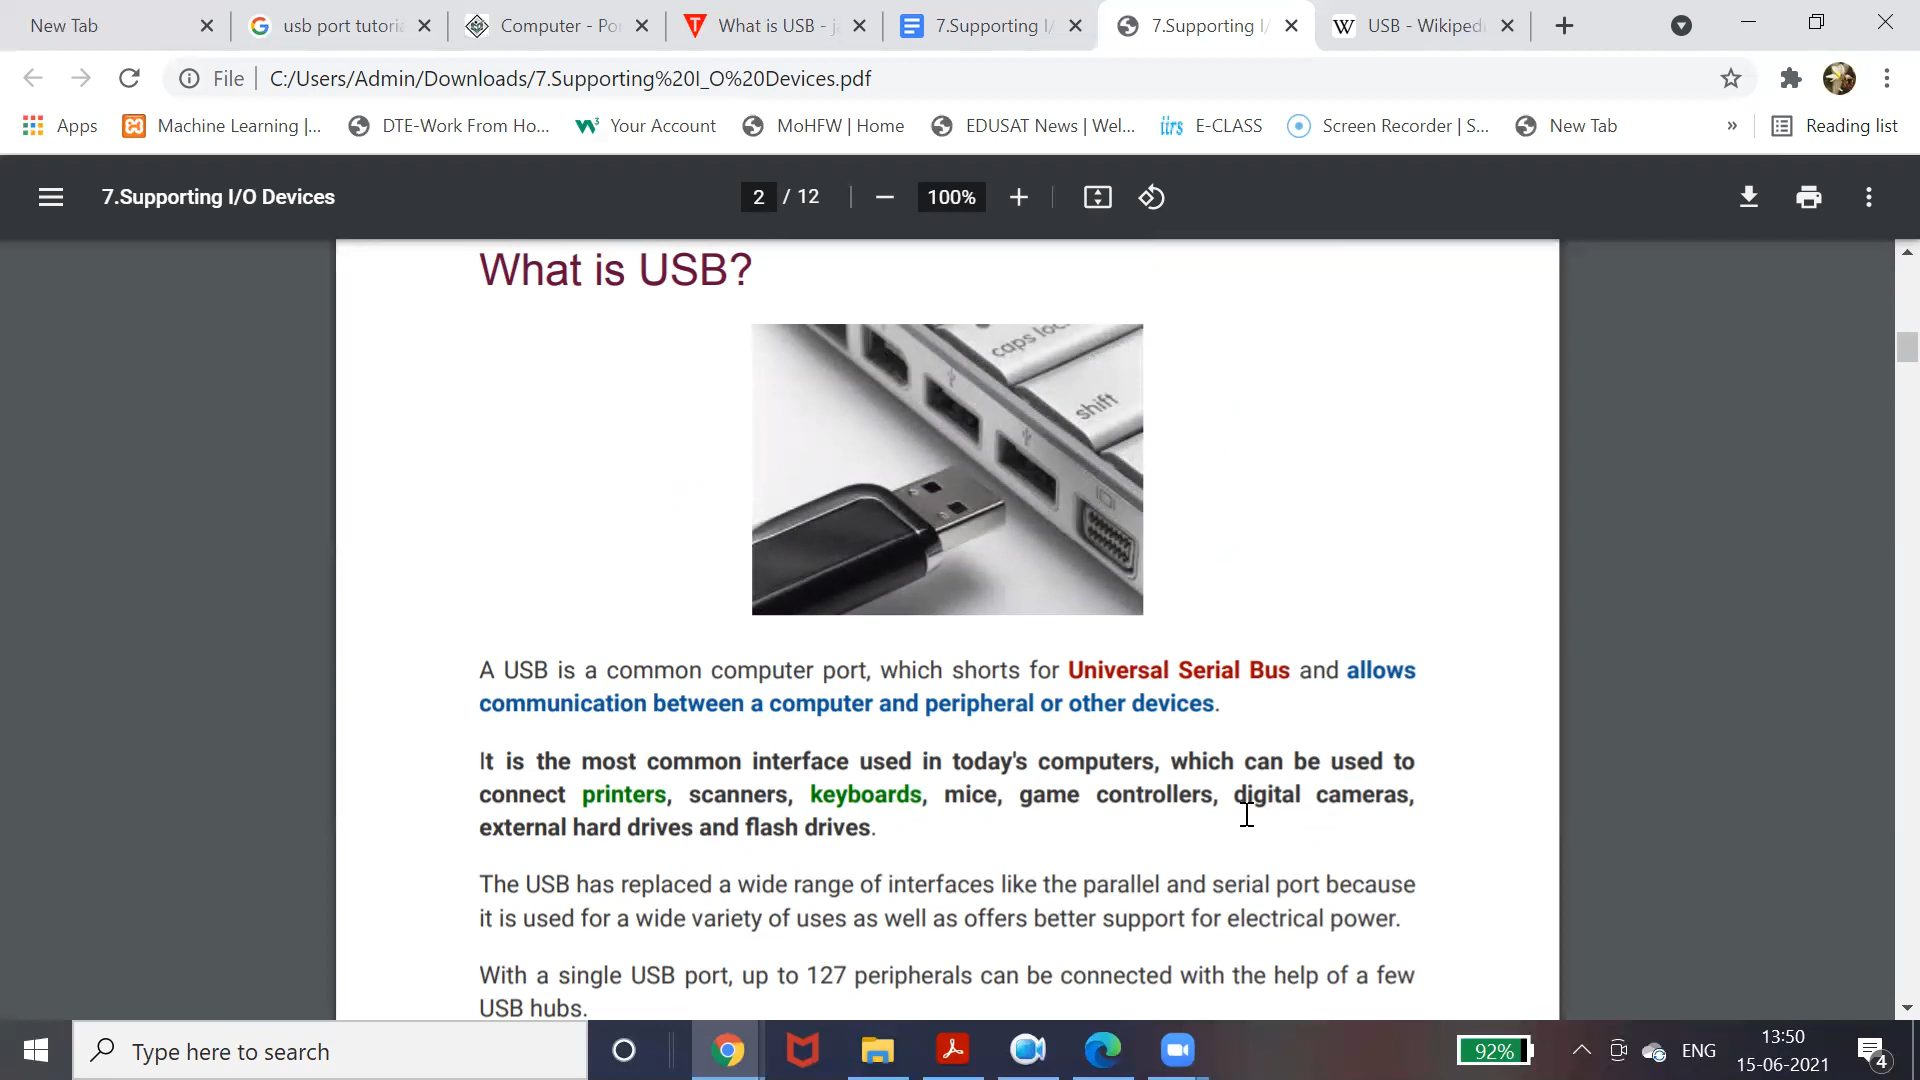 New Tab
usb port tutoria
Computer - Po
What is USB - ja
7.Supporting I/
7.Supporting I/
USB - Wikipedi
File
C:/Users/Admin/Downloads/7.Supporting%20I_O%20Devices.pdf
Apps
Machine Learning |...
DTE-Work From Ho...
Your Account
MoHFW | Home
EDUSAT News | Wel...
E-CLASS
Screen Recorder | S...
New Tab
»
Reading list
7.Supporting I/O Devices
2 / 12
100%
What is USB?
caps loc
shift
A USB is a common computer port, which shorts for Universal Serial Bus and allows
communication between a computer and peripheral or other devices.
It is the most common interface used in today's computers, which can be used to
connect printers, scanners, keyboards, mice, game controllers, digital cameras,
external hard drives and flash drives.
The USB has replaced a wide range of interfaces like the parallel and serial port because
it is used for a wide variety of uses as well as offers better support for electrical power.
With a single USB port, up to 127 peripherals can be connected with the help of a few
USB hubs.
Type here to search
92%
ENG
13:50
15-06-2021
4